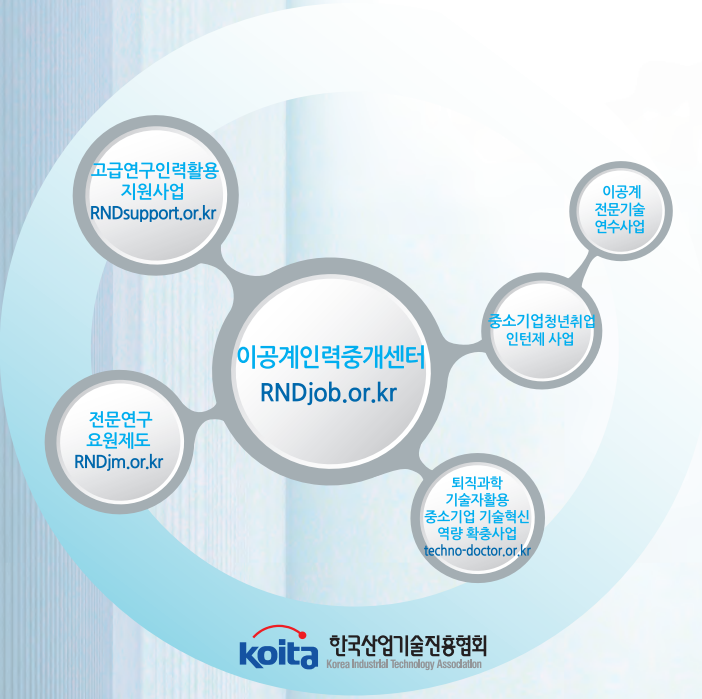 고급연구인력활용
지원사업
RNDsupport.or.kr
이공계
전문기술
연수사업
중소기업청년취업
인턴제 사업
이공계인력중개센터
RNDjob.or.kr
전문연구
요원제도
RNDjm.or.kr
퇴직과학
기술자활용
중소기업 기술혁신
역량 확충사업
techno-doctor.or.kr
koita 한국산업기술진흥협회
Korea Industrial Technology Association